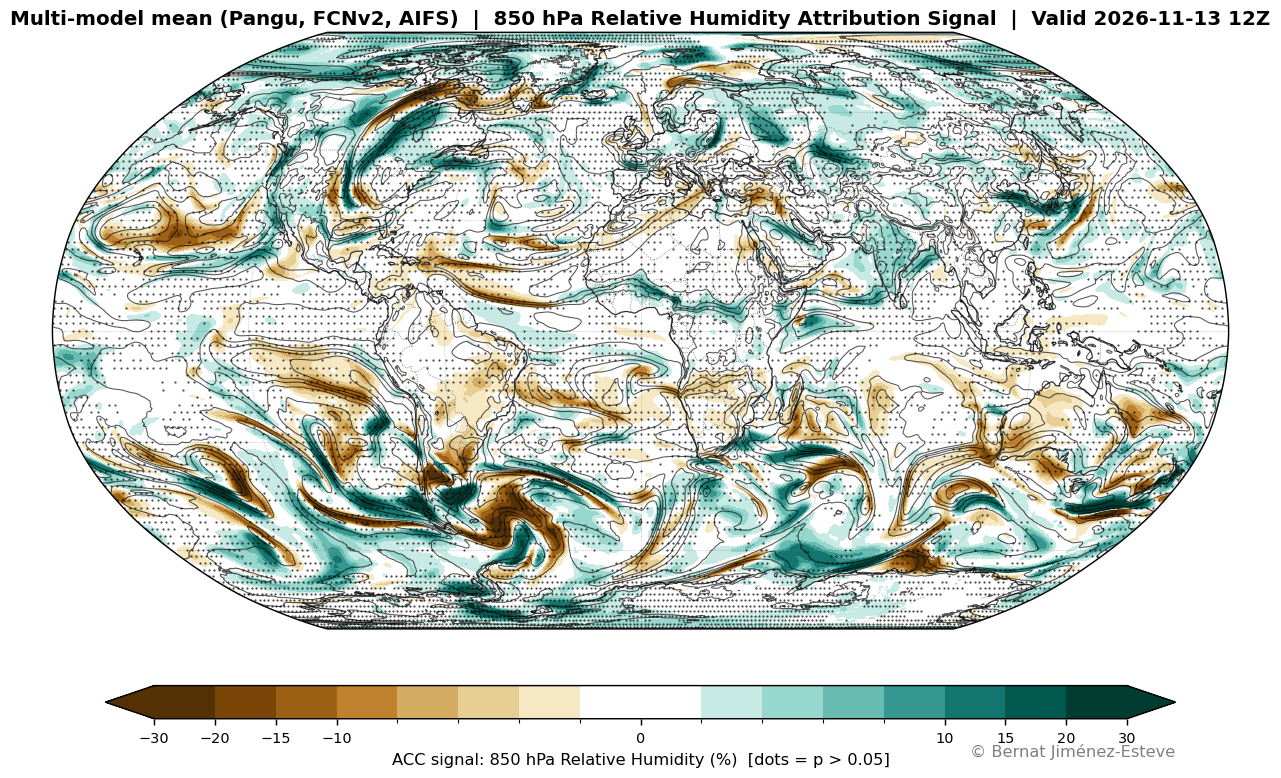 Multi-model mean (Pangu, FCNv2, AIFS)  |  850 hPa Relative Humidity Attribution Signal  |  Valid 2026-11-13 12Z
−30 −20 −15 −10 0 10 15 20 30
ACC signal: 850 hPa Relative Humidity (%)  [dots = p > 0.05]
© Bernat Jiménez-Esteve